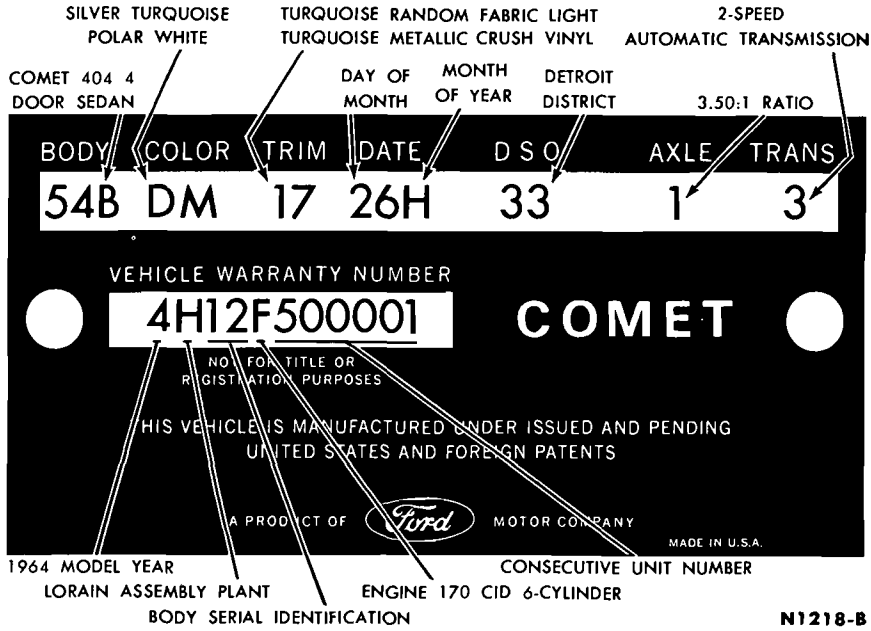 SILVER TURQUOISE
POLAR WHITE
TURQUOISE RANDOM FABRIC LIGHT
TURQUOISE METALLIC CRUSH VINYL
2-SPEED
AUTOMATIC TRANSMISSION
COMET 404 4
DOOR SEDAN
DAY OF
MONTH
MONTH
OF YEAR
DETROIT
DISTRICT
3.50:1 RATIO
BODY COLOR TRIM DATE D S O AXLE TRANS
54B DM 17 26H 33 1 3
VEHICLE WARRANTY NUMBER
4H12F500001
COMET
NOT FOR TITLE OR
REGISTRATION PURPOSES
THIS VEHICLE IS MANUFACTURED UNDER ISSUED AND PENDING
UNITED STATES AND FOREIGN PATENTS
A PRODUCT OF Ford MOTOR COMPANY
MADE IN U.S.A.
1964 MODEL YEAR
LORAIN ASSEMBLY PLANT
BODY SERIAL IDENTIFICATION
ENGINE 170 CID 6-CYLINDER
CONSECUTIVE UNIT NUMBER
N1218-B